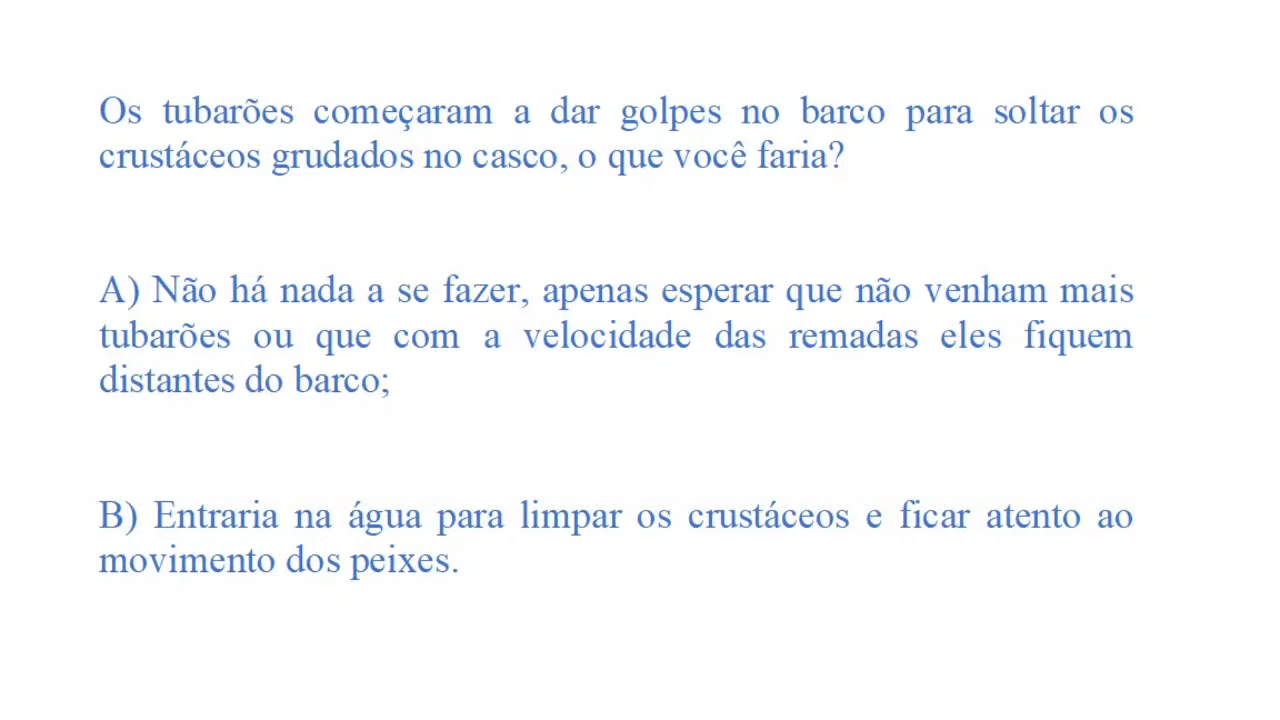 Os tubarões começaram a dar golpes no barco para soltar os
crustáceos grudados no casco, o que você faria?
A) Não há nada a se fazer, apenas esperar que não venham mais
tubarões ou que com a velocidade das remadas eles fiquem
distantes do barco;
B) Entraria na água para limpar os crustáceos e ficar atento ao
movimento dos peixes.